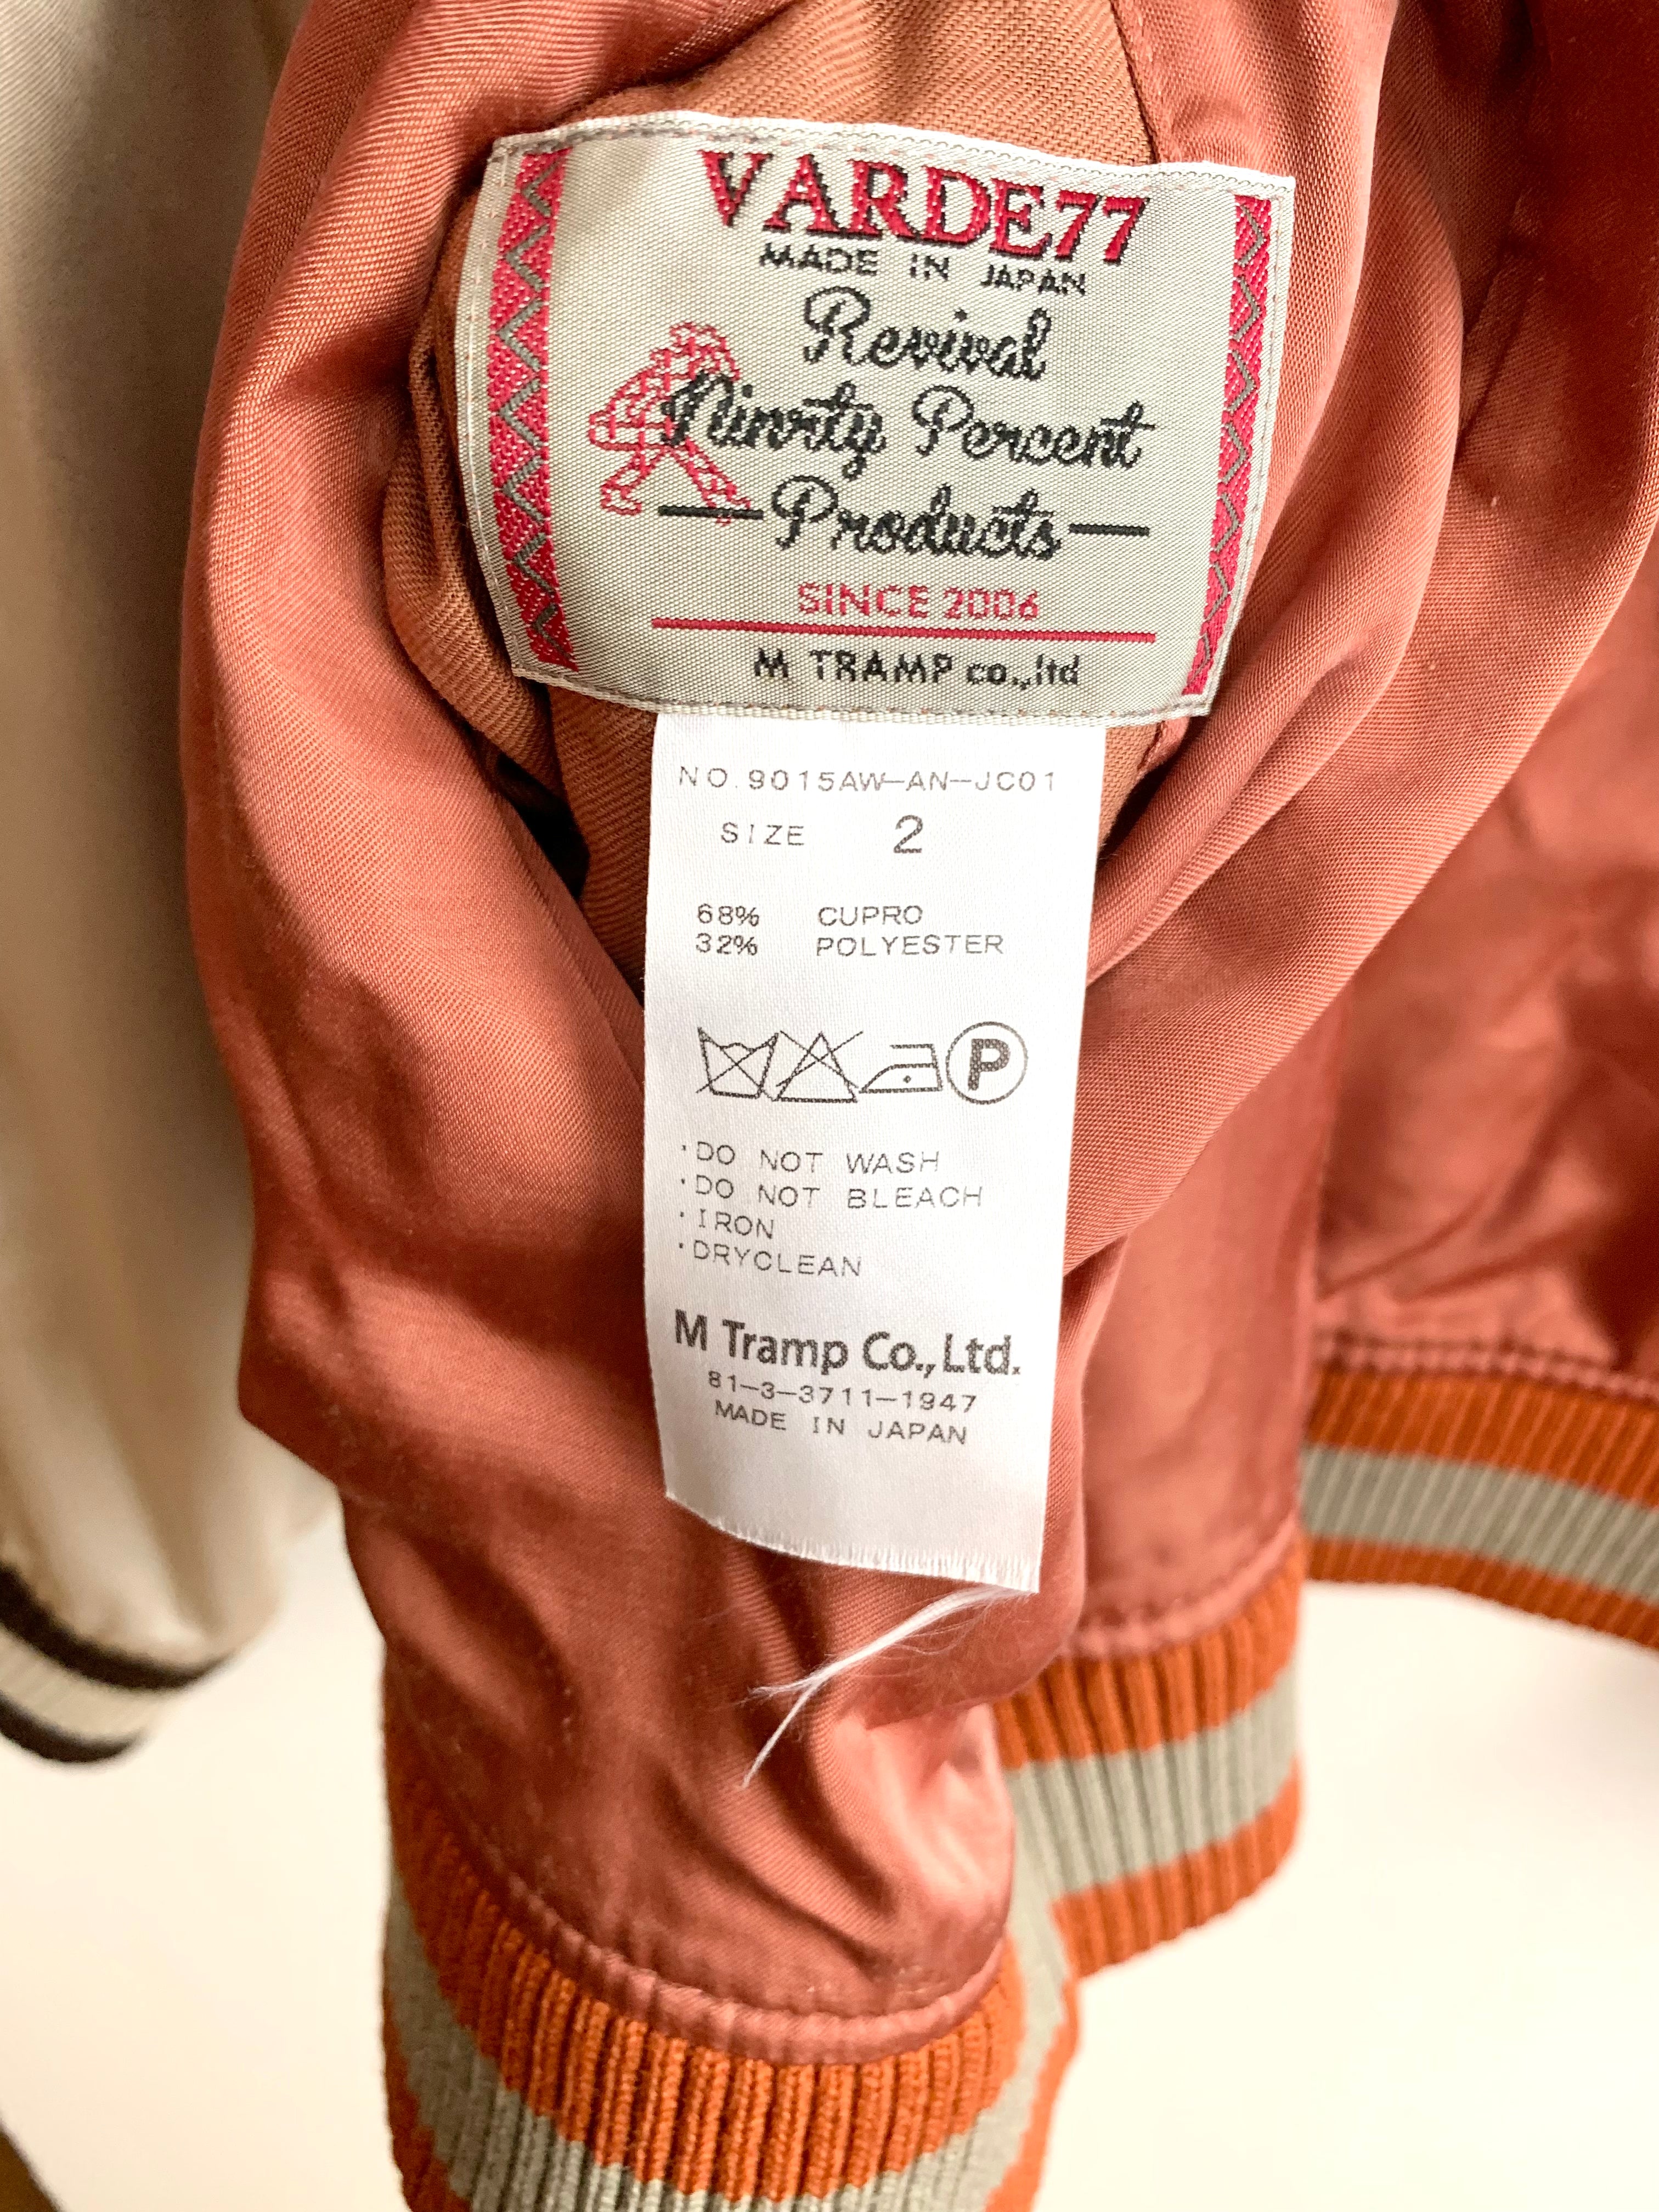 VARDE77
MADE IN JAPAN
Revival
Ninety Percent
Products
SINCE 2006
M TRAMP co.,ltd
NO.9015AW-AN-JC01
SIZE 2
68% CUPRO
32% POLYESTER
P
・DO NOT WASH
・DO NOT BLEACH
・IRON
・DRYCLEAN
M Tramp Co., Ltd.
81-3-3711-1947
MADE IN JAPAN